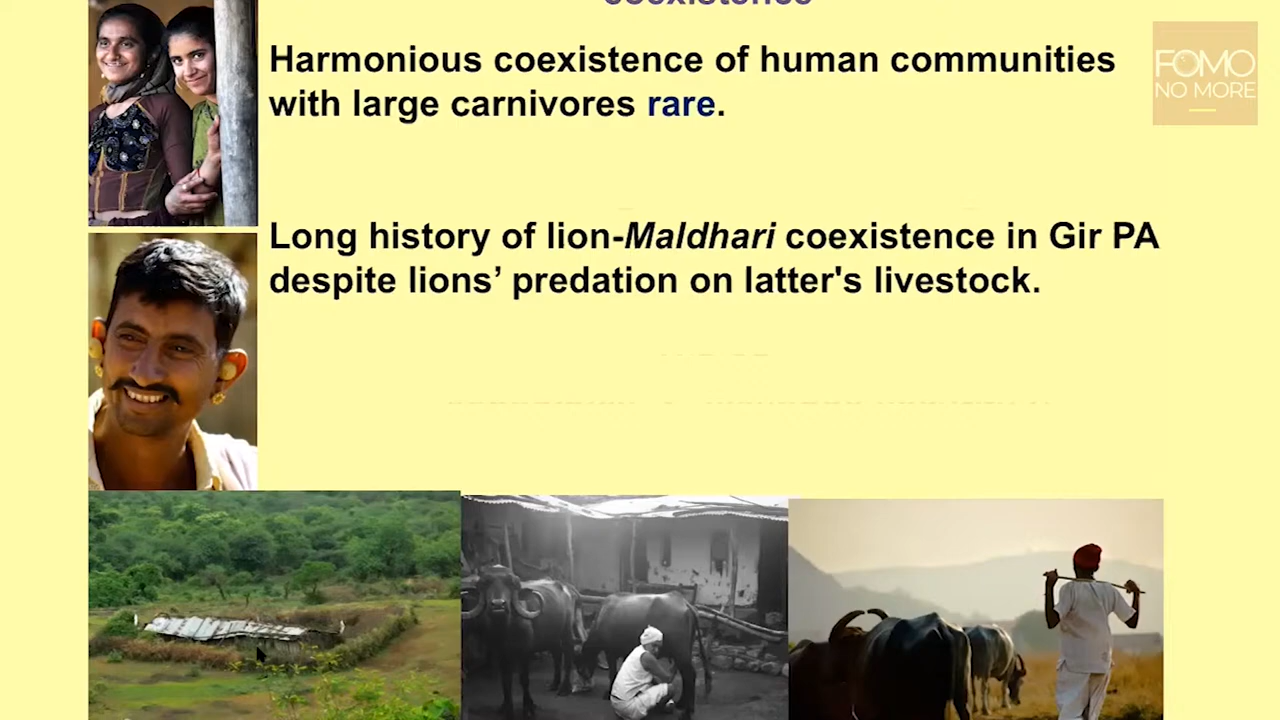 coexistence
Harmonious coexistence of human communities
with large carnivores rare.
Long history of lion-Maldhari coexistence in Gir PA
despite lions’ predation on latter's livestock.
FOMO
NO MORE